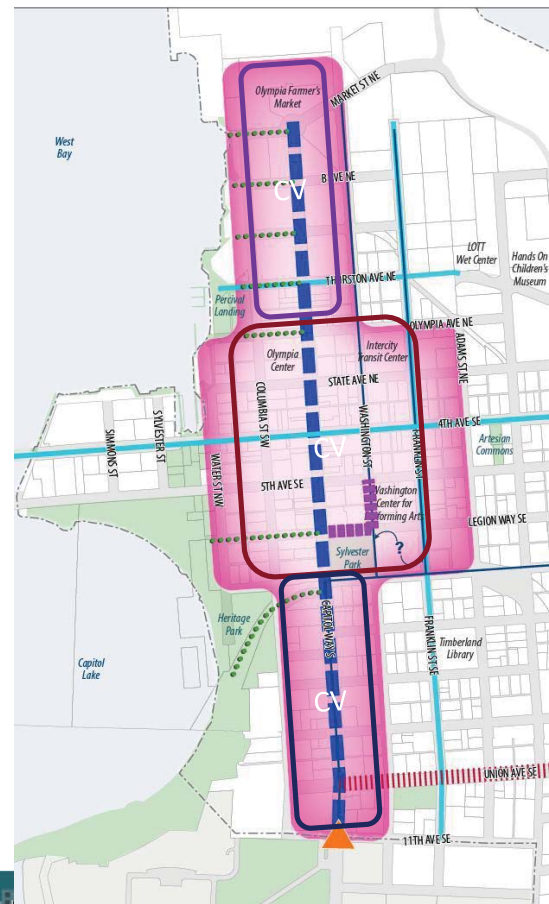 Olympia Farmer's
Market
MARKET ST NE
West
Bay
CV
THURSTON AVE NE
LOTT
Wet Center
Hands On
Children's
Museum
Percival
Landing
OLYMPIA AVE NE
Olympia
Center
Intercity
Transit Center
ADAMS ST NE
STATE AVE NE
COLUMBIA ST SW
WASHINGTON ST
SYLVESTER ST
SIMMONS ST
4TH AVE SE
CV
Artesian
Commons
WATER ST NW
5TH AVE SE
Washington
Center for
LEGION WAY SE
?
Sylvester
Park
Heritage
Park
CAPITOL WAY S
FRANKLIN ST SE
Timberland
Library
Capitol
Lake
CV
UNION AVE SE
11TH AVE SE